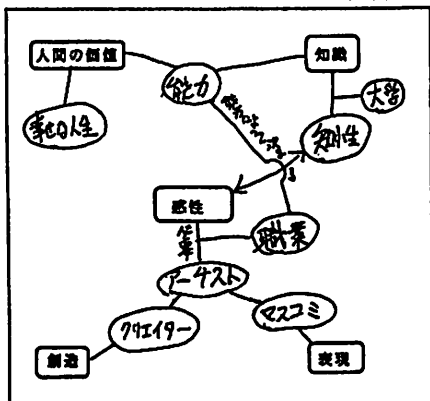 人間の価値
知識
能力
大学
幸せな人生
知性
感性
職業
アーチスト
クリエイター
マスコミ
創造
表現